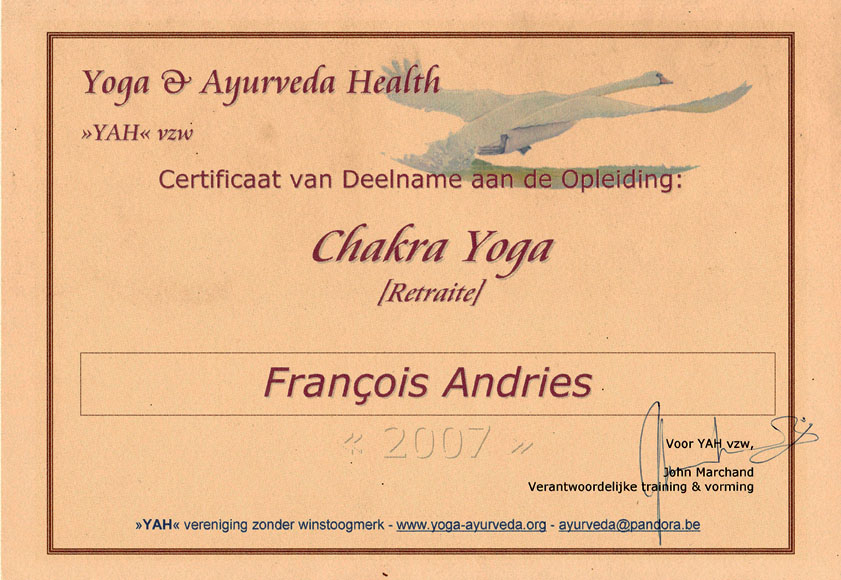 Yoga & Ayurveda Health
»YAH« vzw
Certificaat van Deelname aan de Opleiding:
Chakra Yoga
[Retraite]
François Andries
« 2007 »
Voor YAH vzw,
John Marchand
Verantwoordelijke training & vorming
»YAH« vereniging zonder winstoogmerk - www.yoga-ayurveda.org - ayurveda@pandora.be